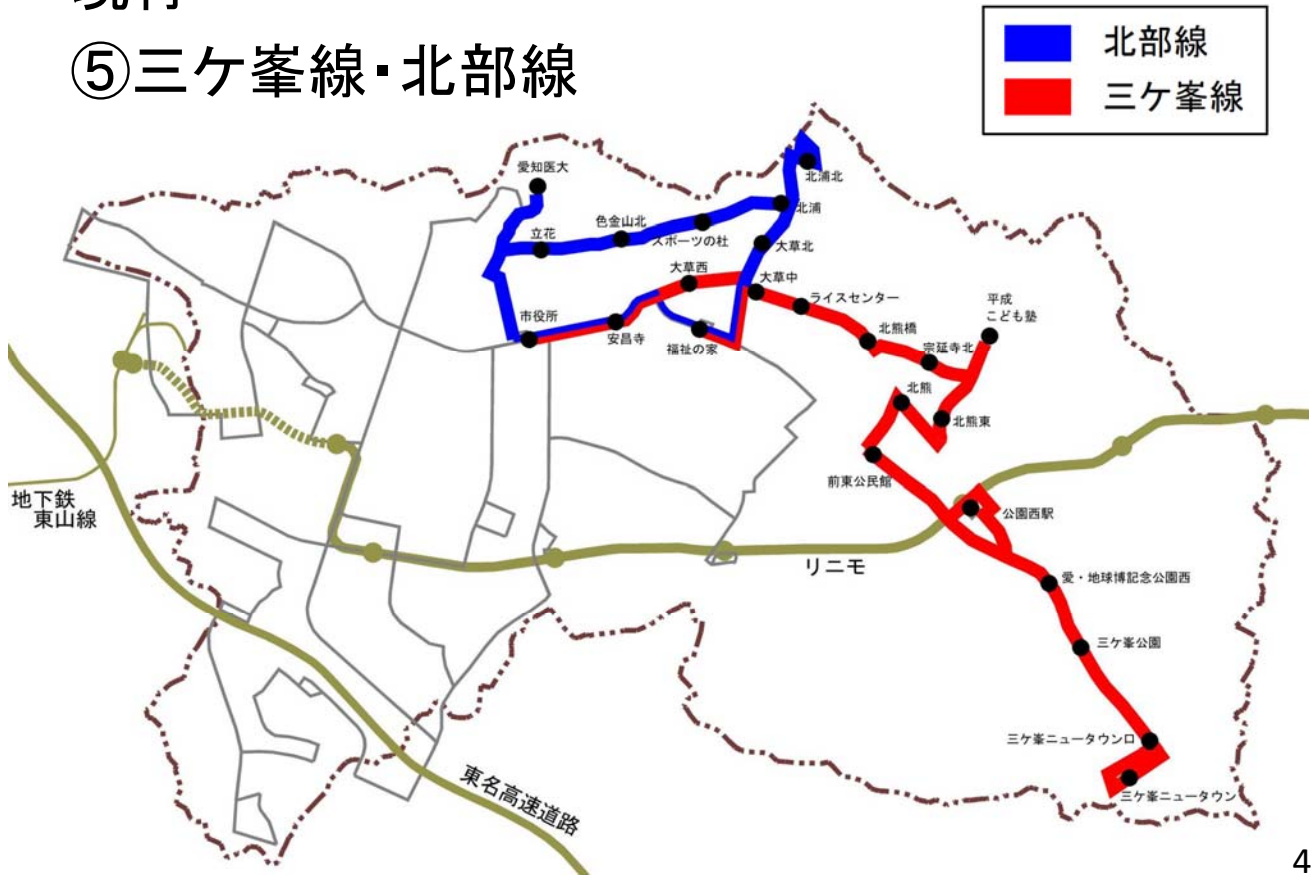 ⑤三ケ峯線・北部線
北部線
三ケ峯線
愛知医大
北浦北
北浦
色金山北
スポーツの杜
立花
大草北
大草西
大草中
ライスセンター
平成
こども塾
市役所
安昌寺
福祉の家
北熊橋
宗延寺北
北熊
北熊東
前東公民館
地下鉄
東山線
公園西駅
リニモ
愛・地球博記念公園西
三ケ峯公園
三ケ峯ニュータウン口
三ケ峯ニュータウン
東名高速道路
4